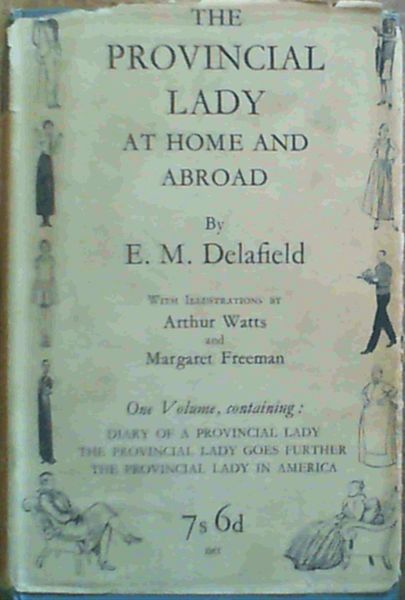 THE
PROVINCIAL
LADY
AT HOME AND
ABROAD
By
E. M. Delafield
WITH ILLUSTRATIONS BY
Arthur Watts
and
Margaret Freeman
One Volume, containing:
DIARY OF A PROVINCIAL LADY
THE PROVINCIAL LADY GOES FURTHER
THE PROVINCIAL LADY IN AMERICA
7s 6d
net